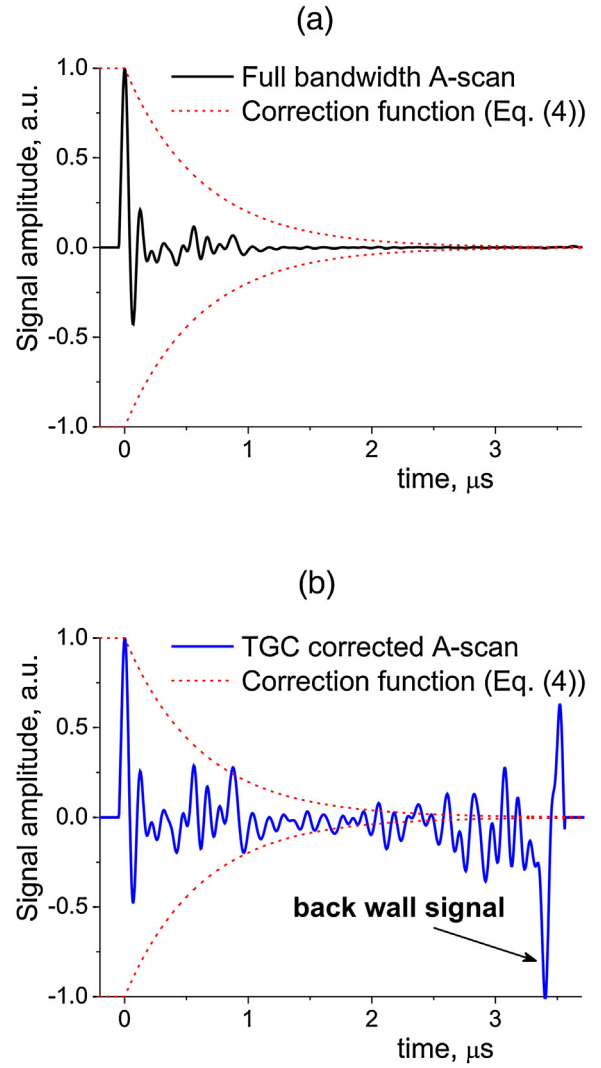 (a)
Full bandwidth A-scan
Correction function (Eq. (4))
Signal amplitude, a.u.
1.0
0.5
0.0
-0.5
-1.0
0 1 2 3
time, μs
(b)
TGC corrected A-scan
Correction function (Eq. (4))
Signal amplitude, a.u.
1.0
0.5
0.0
-0.5
-1.0
back wall signal
0 1 2 3
time, μs